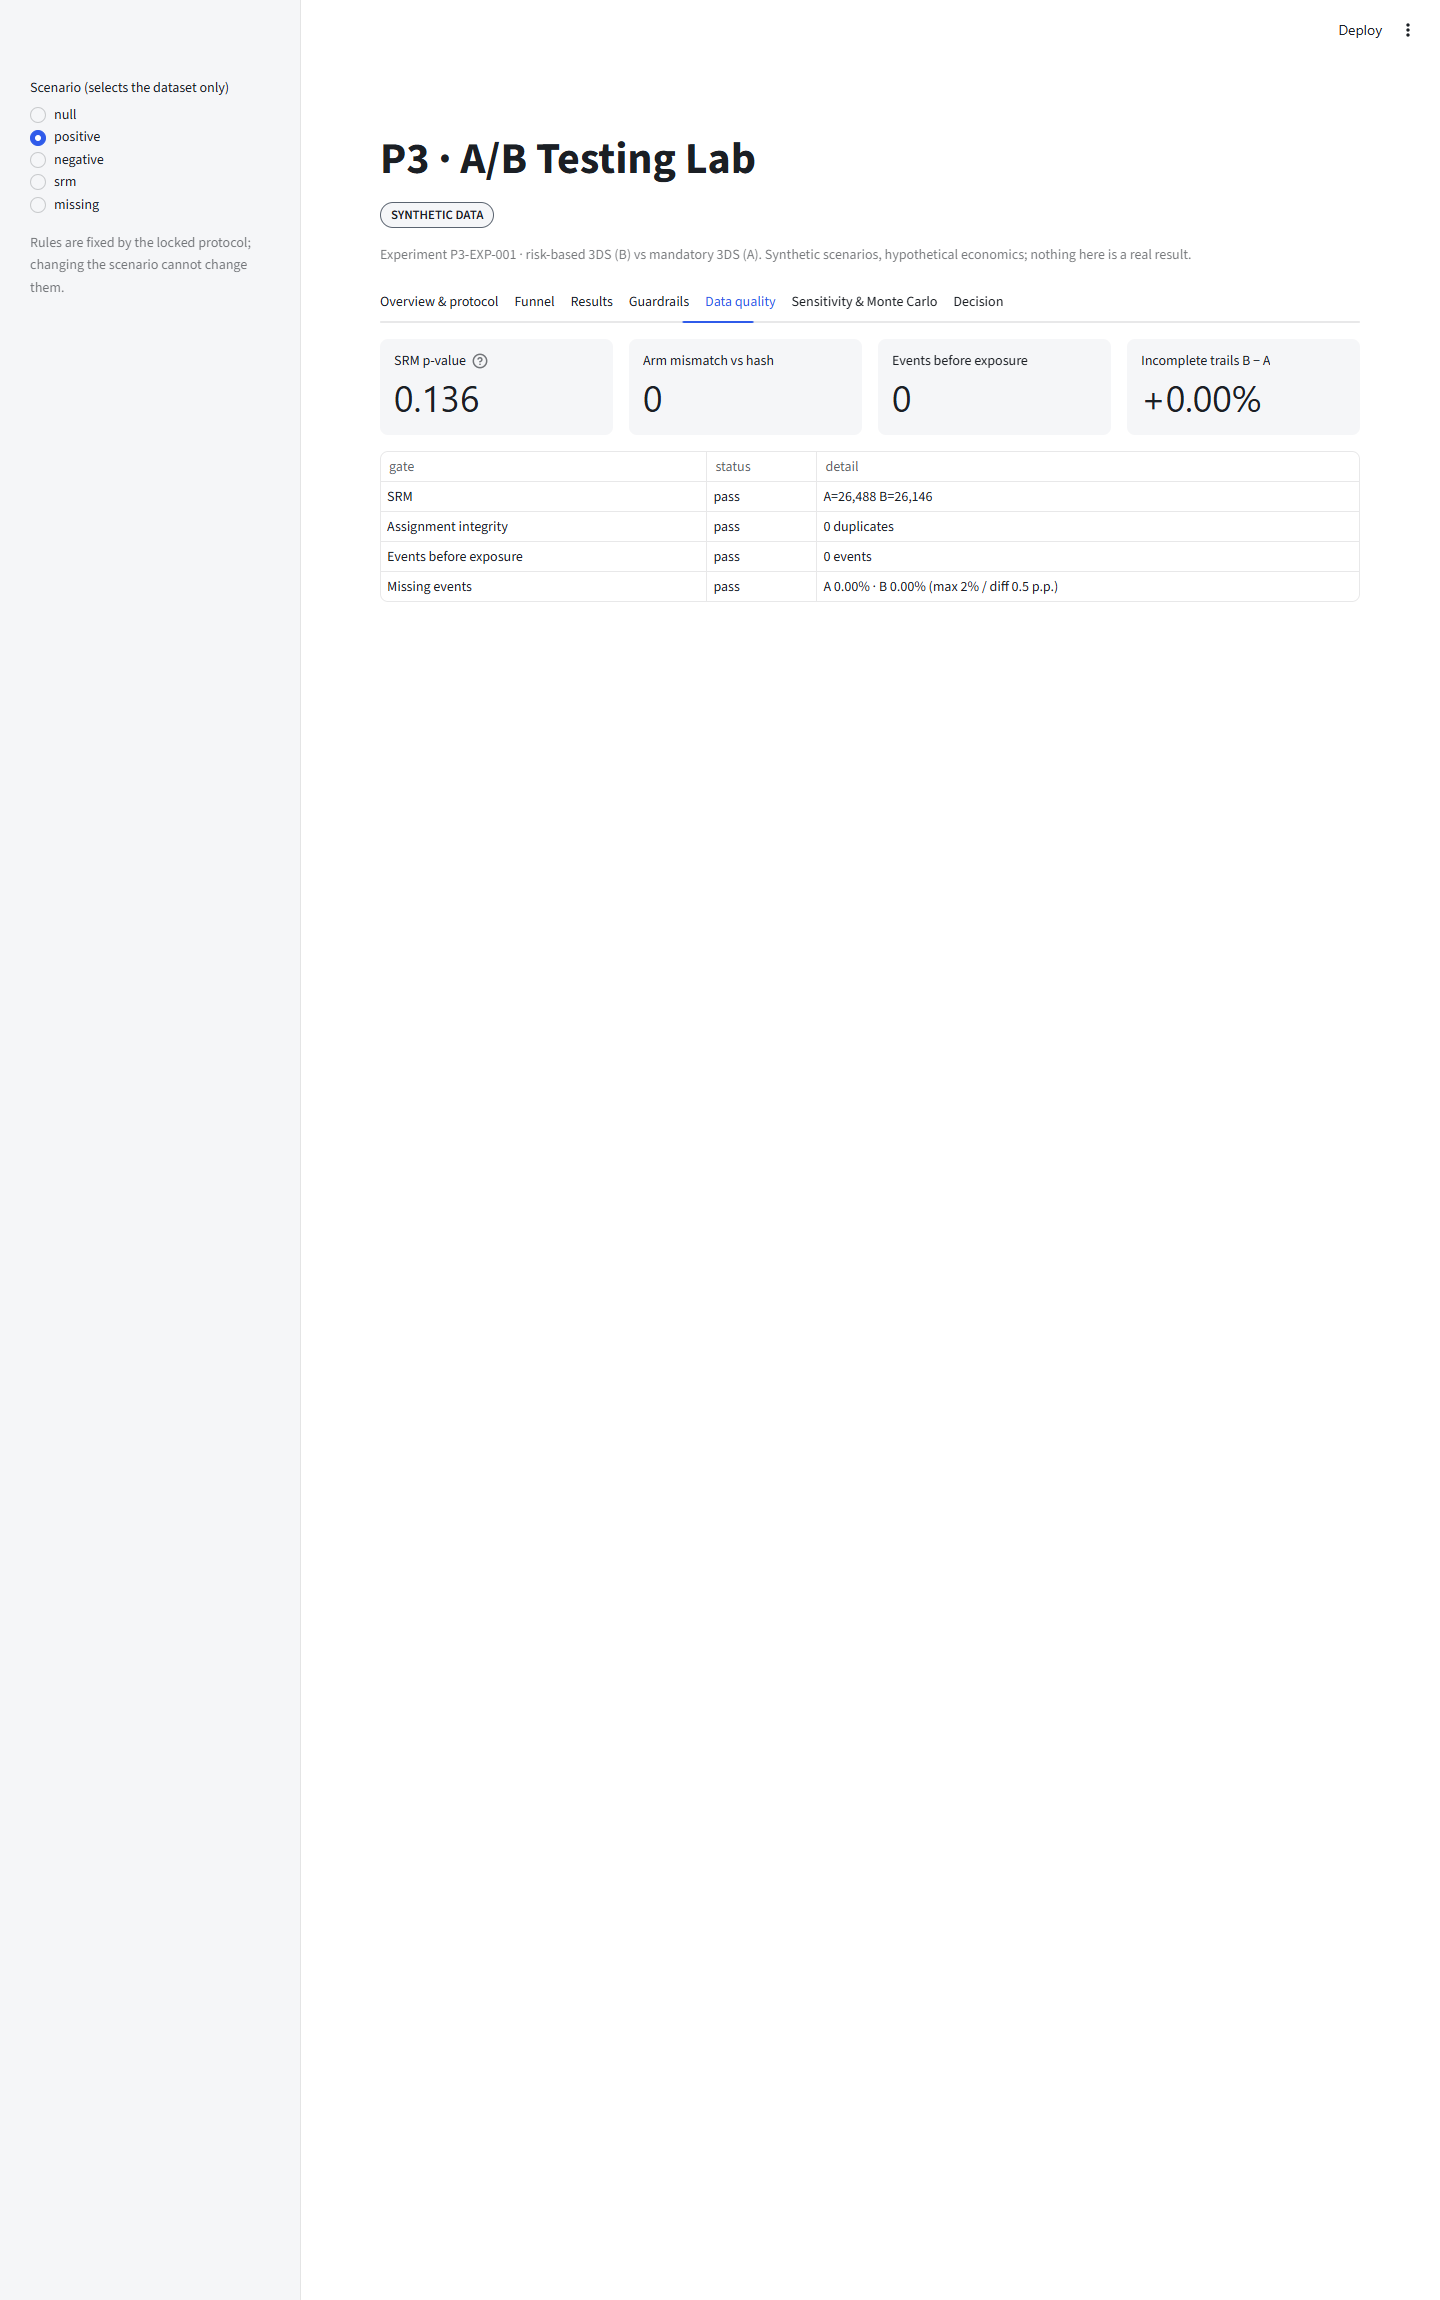 Deploy
Scenario (selects the dataset only)
null
positive
negative
srm
missing
Rules are fixed by the locked protocol;
changing the scenario cannot change
them.
P3 · A/B Testing Lab
SYNTHETIC DATA
Experiment P3-EXP-001 · risk-based 3DS (B) vs mandatory 3DS (A). Synthetic scenarios, hypothetical economics; nothing here is a real result.
Overview & protocol Funnel Results Guardrails Data quality Sensitivity & Monte Carlo Decision
SRM p-value
0.136
Arm mismatch vs hash
0
Events before exposure
0
Incomplete trails B − A
+0.00%
gate status detail
SRM pass A=26,488 B=26,146
Assignment integrity pass 0 duplicates
Events before exposure pass 0 events
Missing events pass A 0.00% · B 0.00% (max 2% / diff 0.5 p.p.)